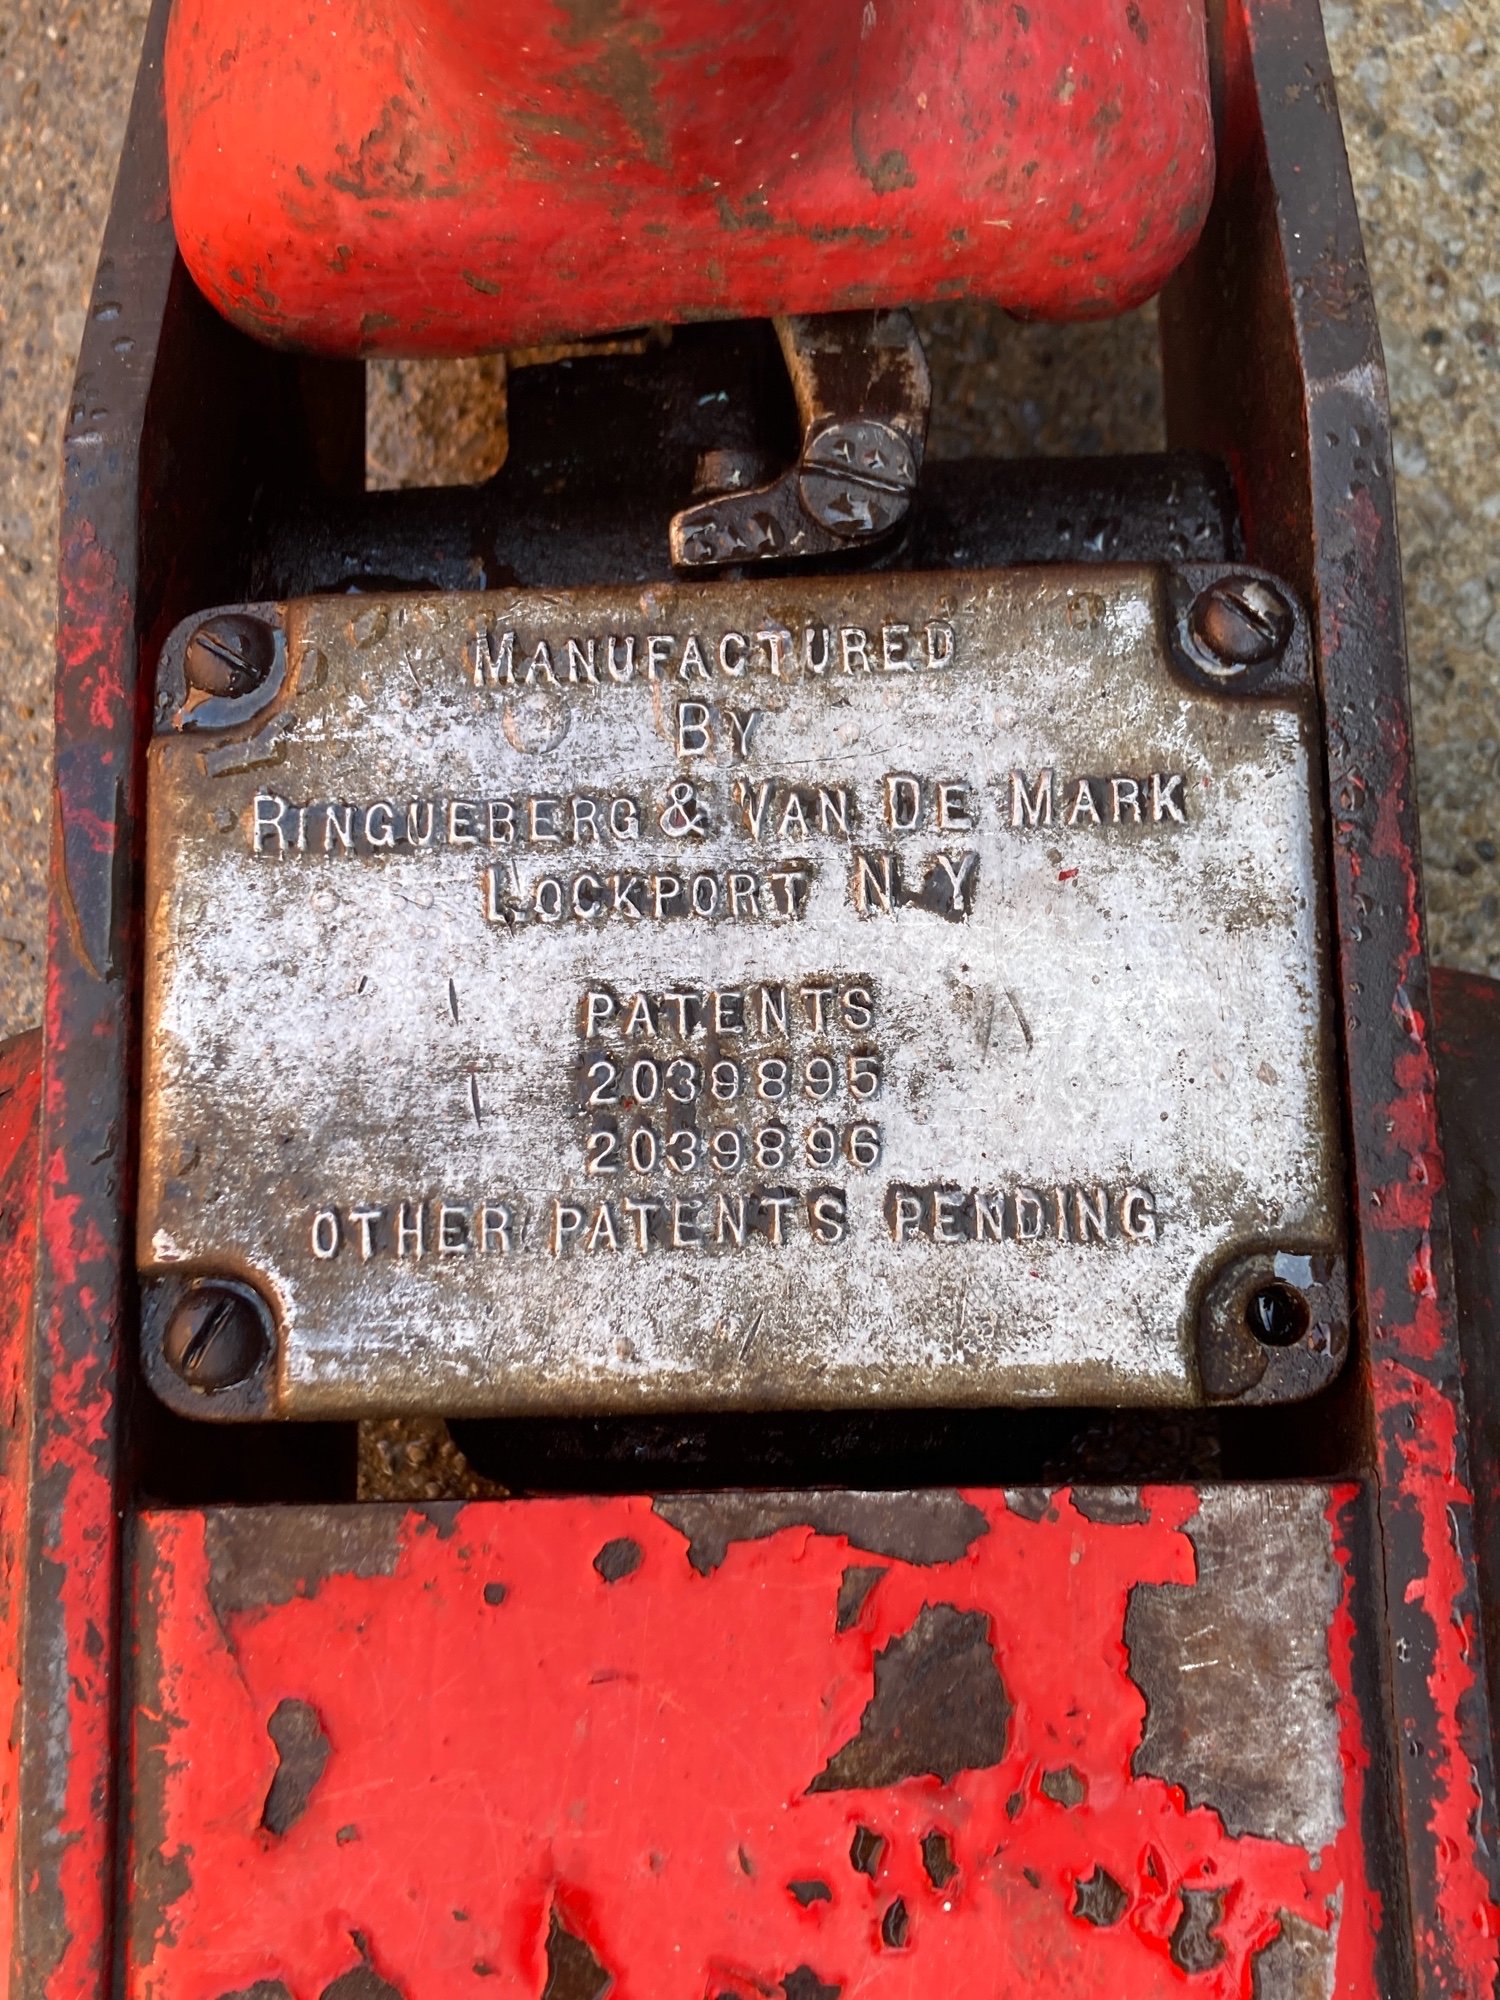 MANUFACTURED
BY
RINGUEBERG & VAN DE MARK
LOCKPORT N.Y
PATENTS
2039895
2039896
OTHER PATENTS PENDING